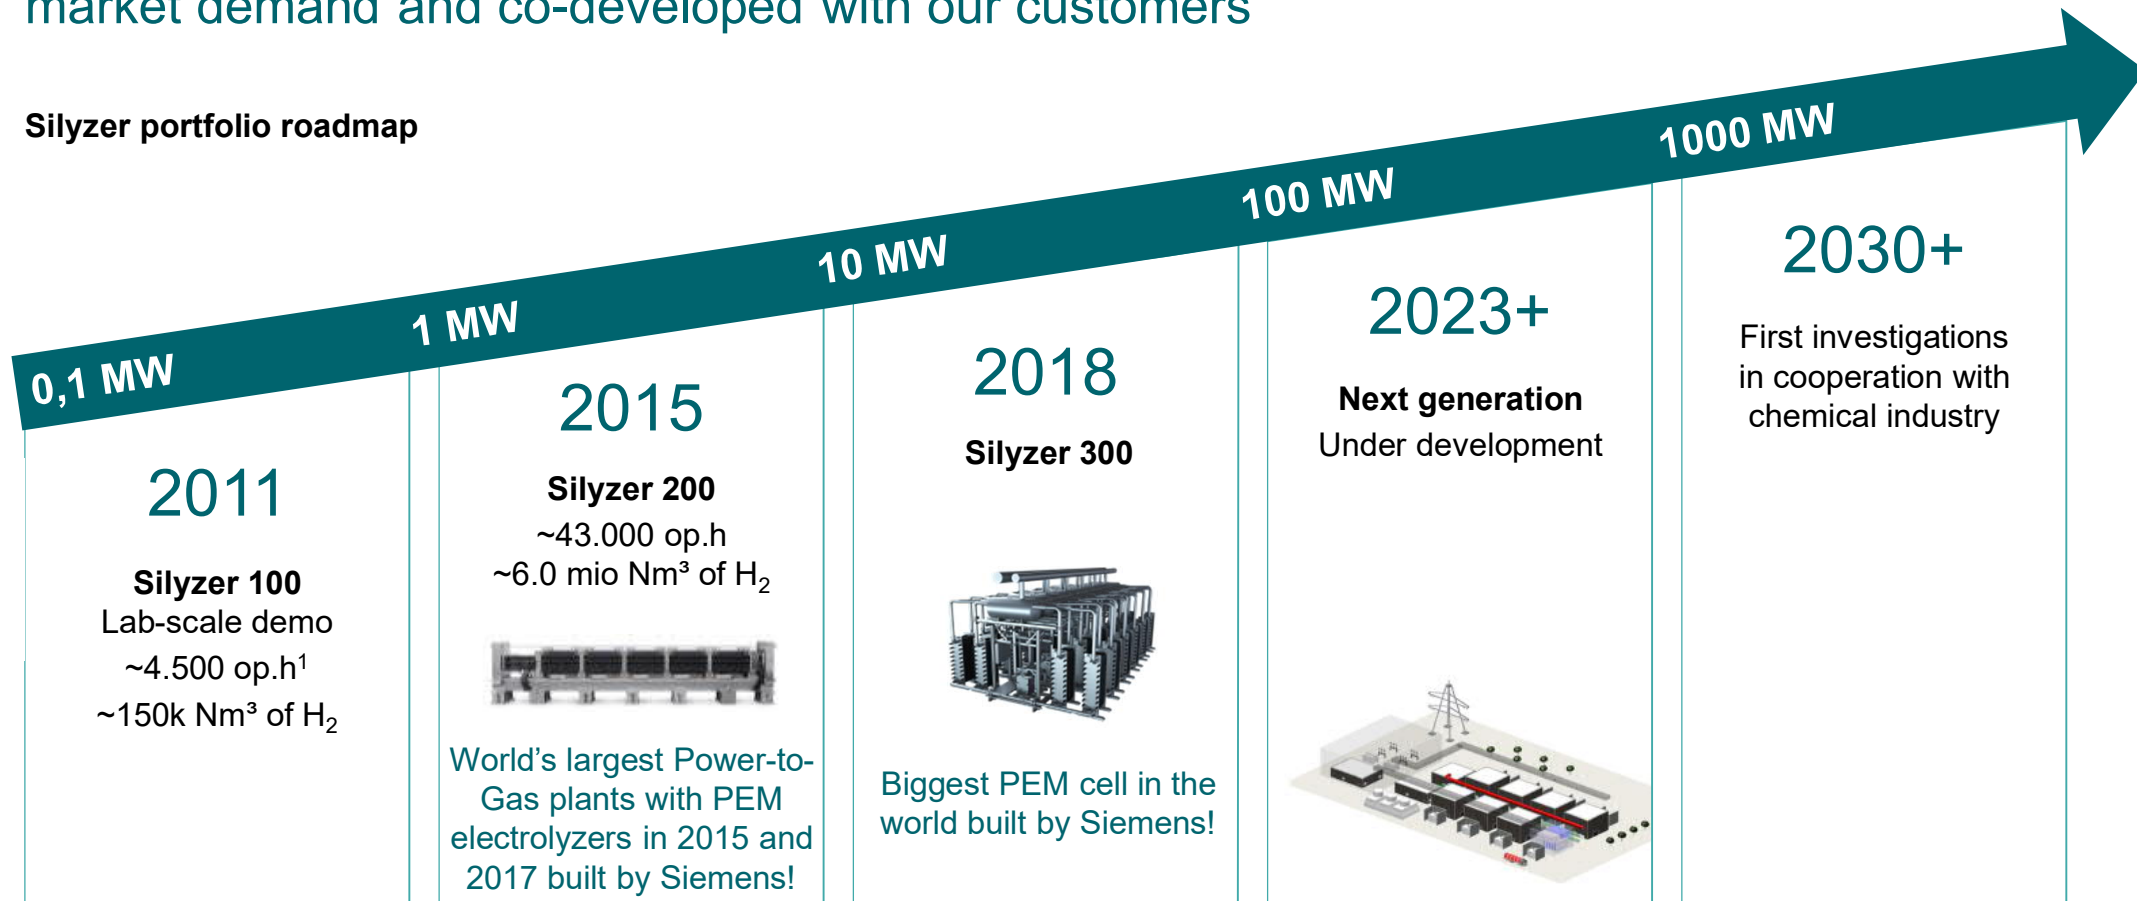 market demand and co-developed with our customers
Silyzer portfolio roadmap
0,1 MW
1 MW
10 MW
100 MW
1000 MW
2011
Silyzer 100
Lab-scale demo
~4.500 op.h¹
~150k Nm³ of H₂
2015
Silyzer 200
~43.000 op.h
~6.0 mio Nm³ of H₂
World’s largest Power-to-
Gas plants with PEM
electrolyzers in 2015 and
2017 built by Siemens!
2018
Silyzer 300
Biggest PEM cell in the
world built by Siemens!
2023+
Next generation
Under development
2030+
First investigations
in cooperation with
chemical industry